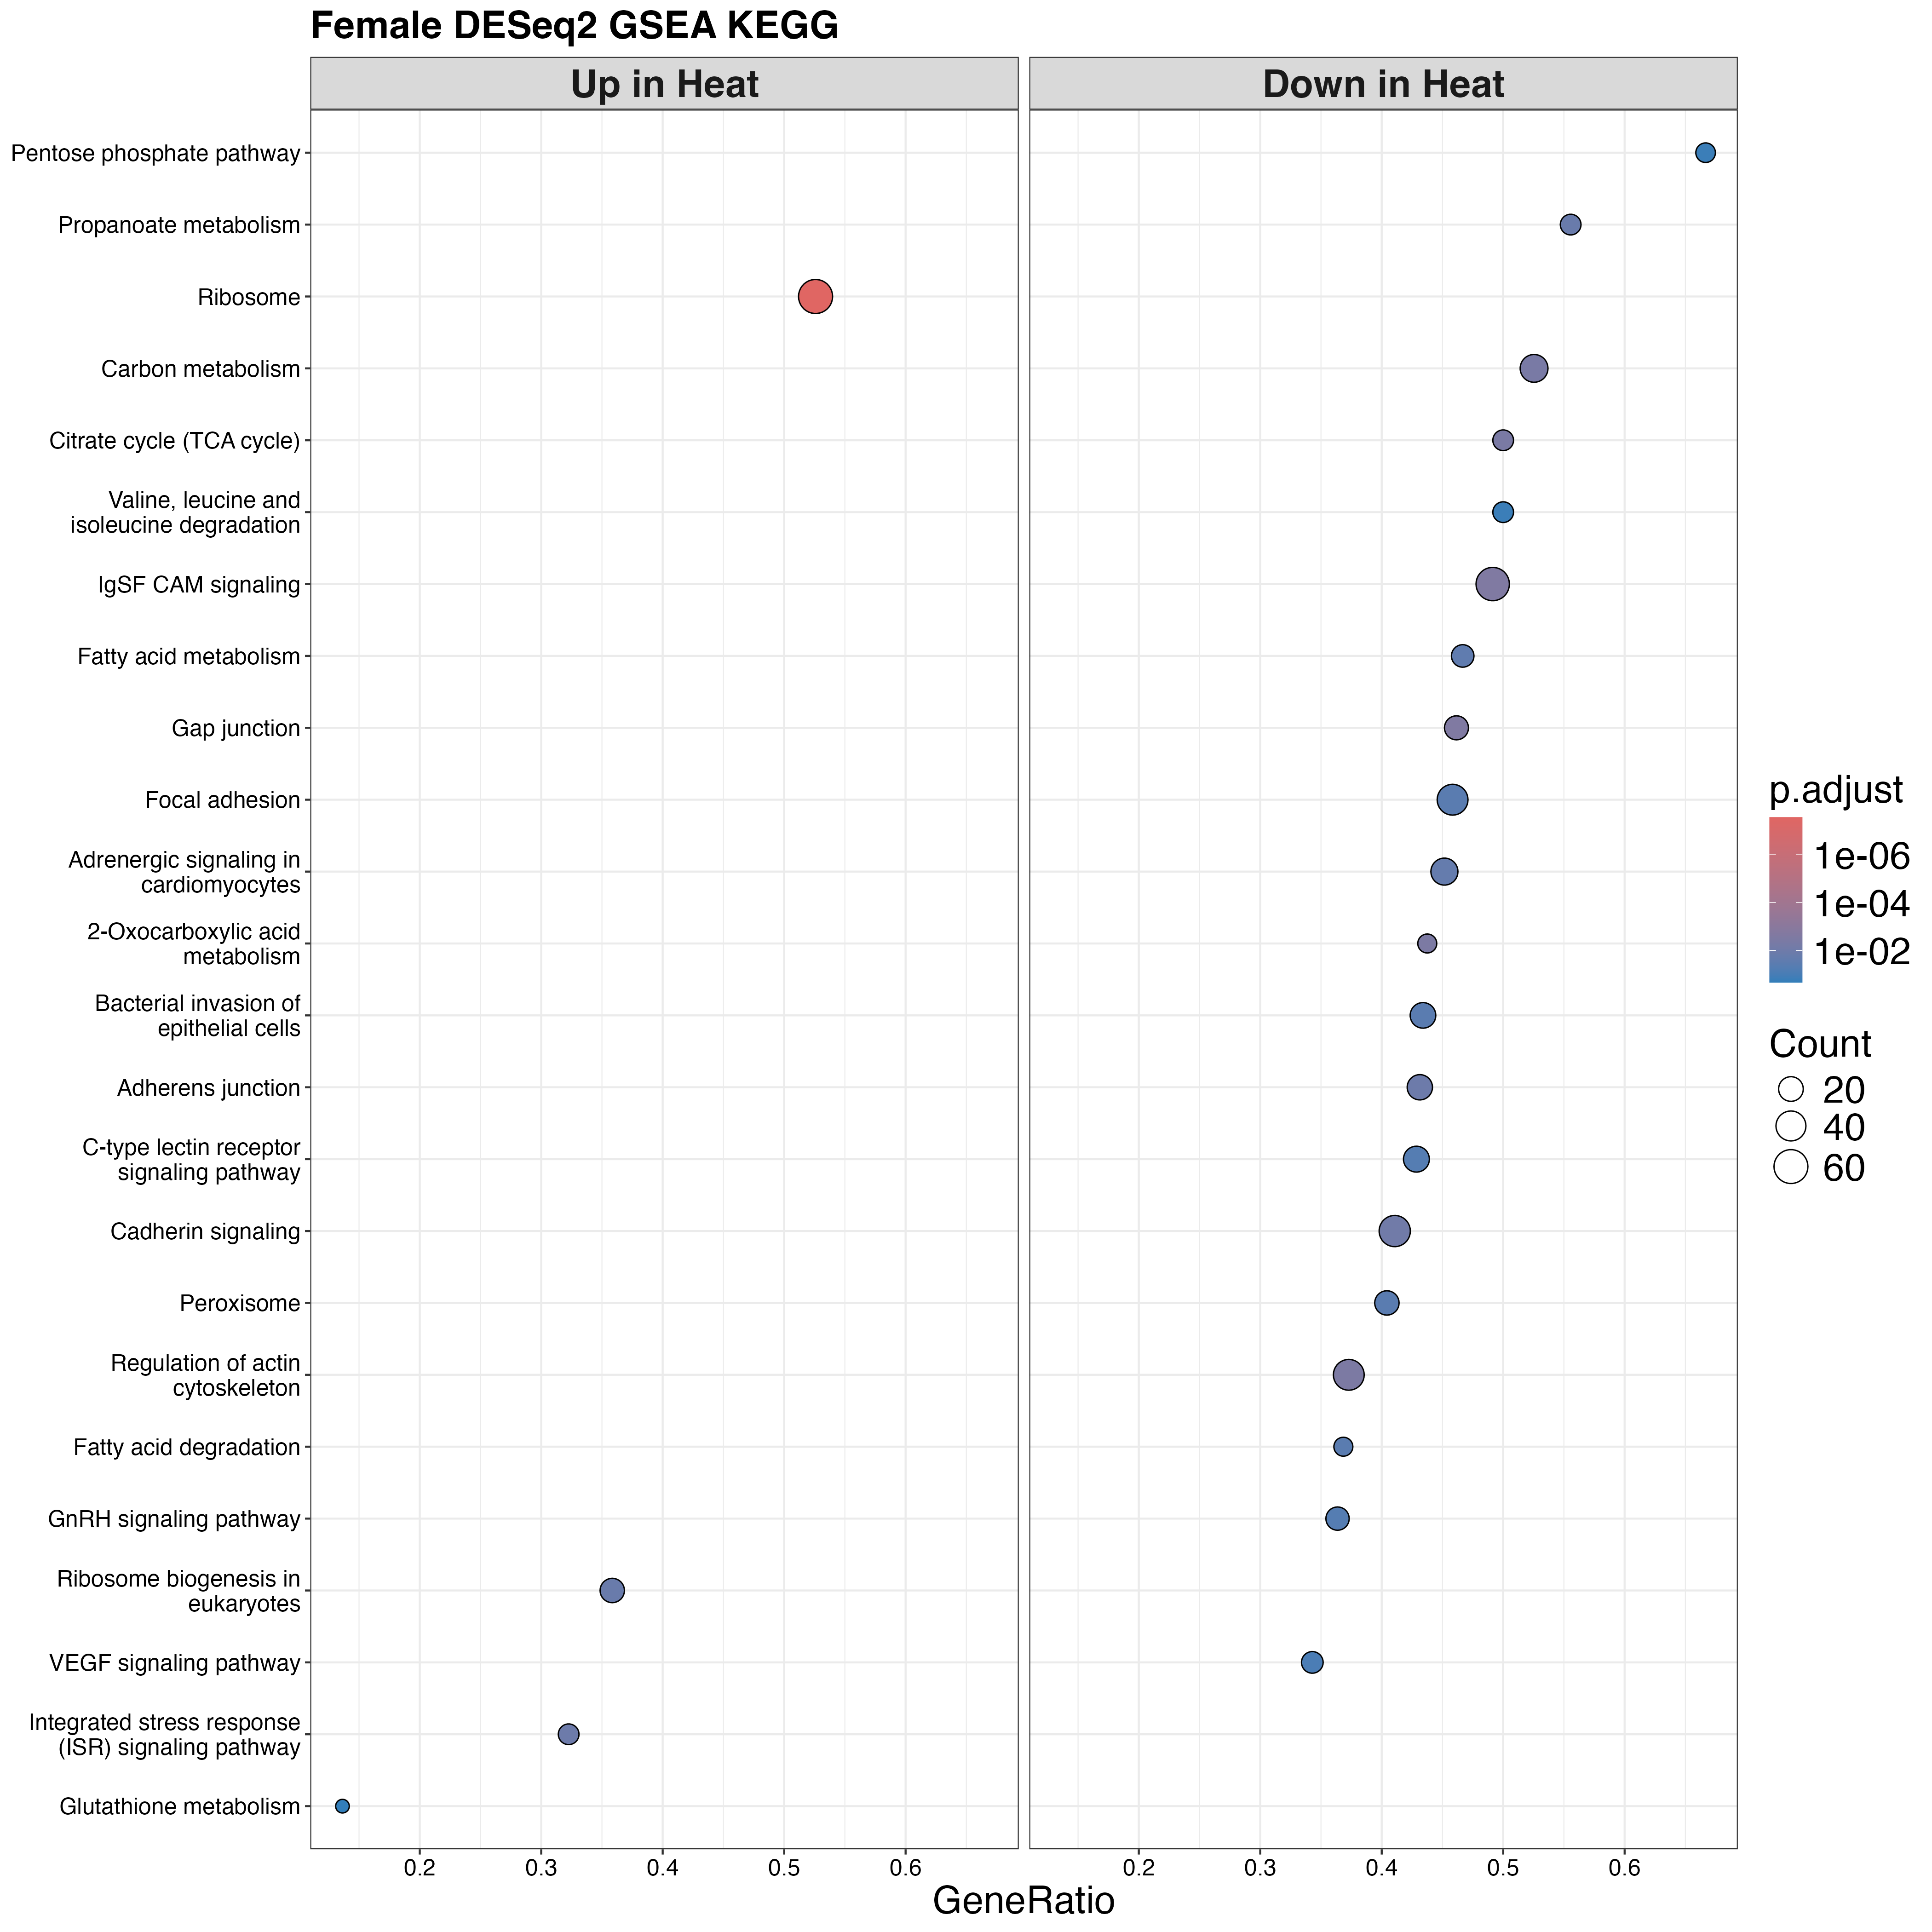 Female DESeq2 GSEA KEGG
Up in Heat
Down in Heat
Pentose phosphate pathway
Propanoate metabolism
Ribosome
Carbon metabolism
Citrate cycle (TCA cycle)
Valine, leucine and
isoleucine degradation
IgSF CAM signaling
Fatty acid metabolism
Gap junction
Focal adhesion
Adrenergic signaling in
cardiomyocytes
2-Oxocarboxylic acid
metabolism
Bacterial invasion of
epithelial cells
Adherens junction
C-type lectin receptor
signaling pathway
Cadherin signaling
Peroxisome
Regulation of actin
cytoskeleton
Fatty acid degradation
GnRH signaling pathway
Ribosome biogenesis in
eukaryotes
VEGF signaling pathway
Integrated stress response
(ISR) signaling pathway
Glutathione metabolism
0.2 0.3 0.4 0.5 0.6
0.2 0.3 0.4 0.5 0.6
GeneRatio
p.adjust
1e-06
1e-04
1e-02
Count
20
40
60